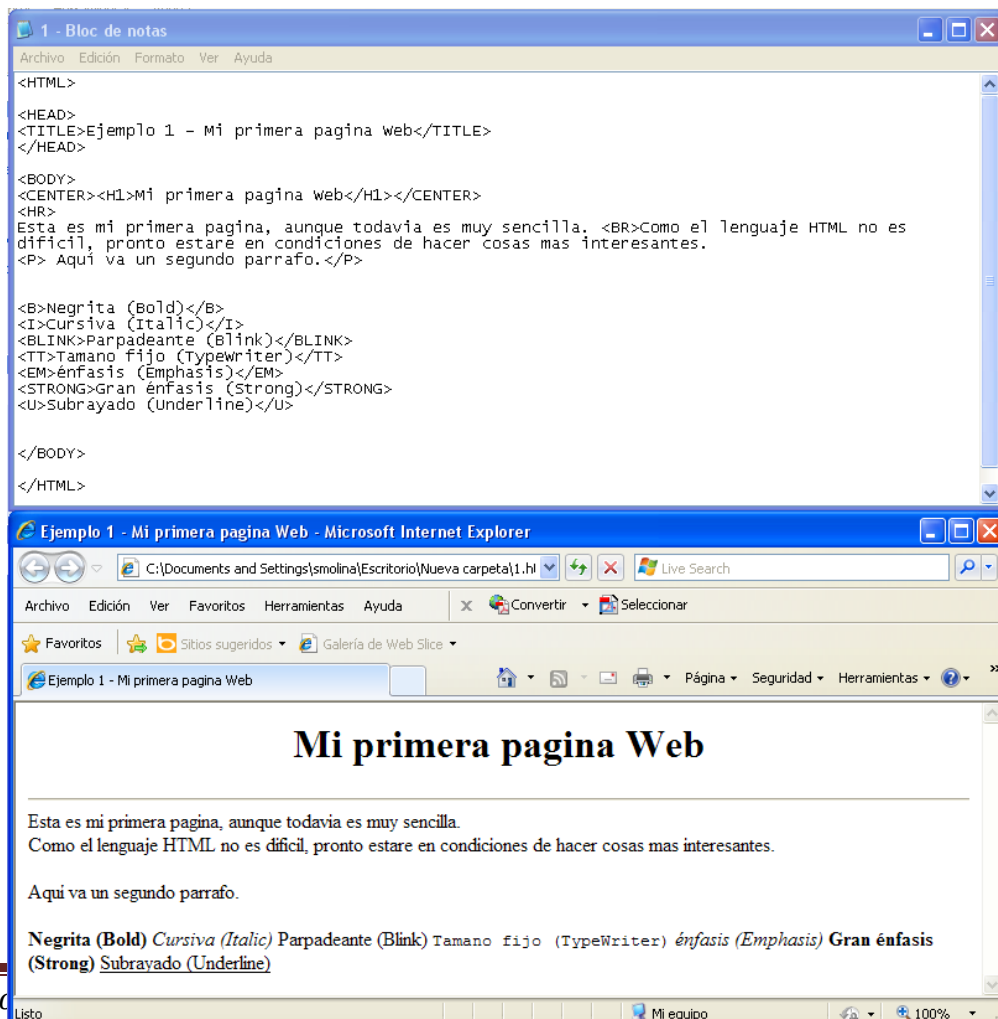 1 - Bloc de notas
Archivo Edición Formato Ver Ayuda
<HTML>
<HEAD>
<TITLE>Ejemplo 1 - Mi primera pagina Web</TITLE>
</HEAD>
<BODY>
<CENTER><H1>Mi primera pagina Web</H1></CENTER>
<HR>
Esta es mi primera pagina, aunque todavia es muy sencilla. <BR>Como el lenguaje HTML no es
dificil, pronto estare en condiciones de hacer cosas mas interesantes.
<P> Aquí va un segundo parrafo.</P>
<B>Negrita (Bold)</B>
<I>Cursiva (Italic)</I>
<BLINK>Parpadeante (Blink)</BLINK>
<TT>Tamano fijo (TypeWriter)</TT>
<EM>énfasis (Emphasis)</EM>
<STRONG>Gran énfasis (Strong)</STRONG>
<U>Subrayado (Underline)</U>
</BODY>
</HTML>
Ejemplo 1 - Mi primera pagina Web - Microsoft Internet Explorer
C:\Documents and Settings\smolina\Escritorio\Nueva carpeta\1.h
Live Search
Archivo Edición Ver Favoritos Herramientas Ayuda x Convertir Seleccionar
Favoritos Sitios sugeridos Galería de Web Slice
Ejemplo 1 - Mi primera pagina Web Página Seguridad Herramientas »
Mi primera pagina Web
Esta es mi primera pagina, aunque todavia es muy sencilla.
Como el lenguaje HTML no es dificil, pronto estare en condiciones de hacer cosas mas interesantes.
Aquí va un segundo parrafo.
Negrita (Bold) Cursiva (Italic) Parpadeante (Blink) Tamano fijo (TypeWriter) énfasis (Emphasis) Gran énfasis
(Strong) Subrayado (Underline)
Listo Mi equipo 100%